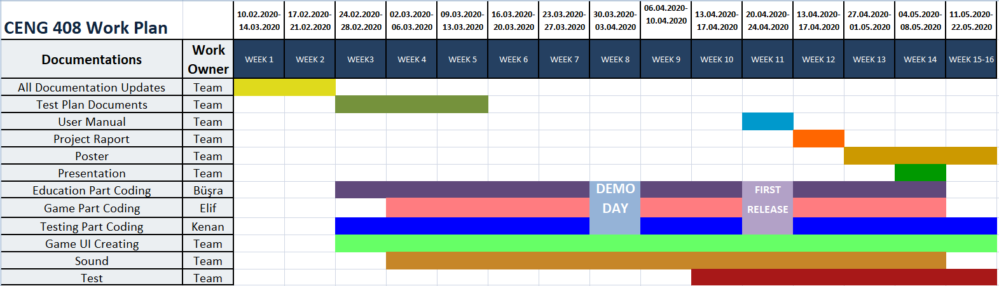 CENG 408 Work Plan
10.02.2020- 17.02.2020- 24.02.2020- 02.03.2020- 09.03.2020- 16.03.2020- 23.03.2020- 30.03.2020- 06.04.2020- 13.04.2020- 20.04.2020- 13.04.2020- 27.04.2020- 04.05.2020- 11.05.2020-
14.03.2020 21.02.2020 28.02.2020 06.03.2020 13.03.2020 20.03.2020 27.03.2020 03.04.2020 10.04.2020 17.04.2020 24.04.2020 17.04.2020 01.05.2020 08.05.2020 22.05.2020
Documentations
Work
Owner
WEEK 1 WEEK 2 WEEK3 WEEK 4 WEEK 5 WEEK 6 WEEK 7 WEEK 8 WEEK 9 WEEK 10 WEEK 11 WEEK 12 WEEK 13 WEEK 14 WEEK 15-16
All Documentation Updates Team
Test Plan Documents Team
User Manual Team
Project Raport Team
Poster Team
Presentation Team
Education Part Coding Büşra
Game Part Coding Elif
Testing Part Coding Kenan
Game UI Creating Team
Sound Team
Test Team
DEMO
DAY
FIRST
RELEASE